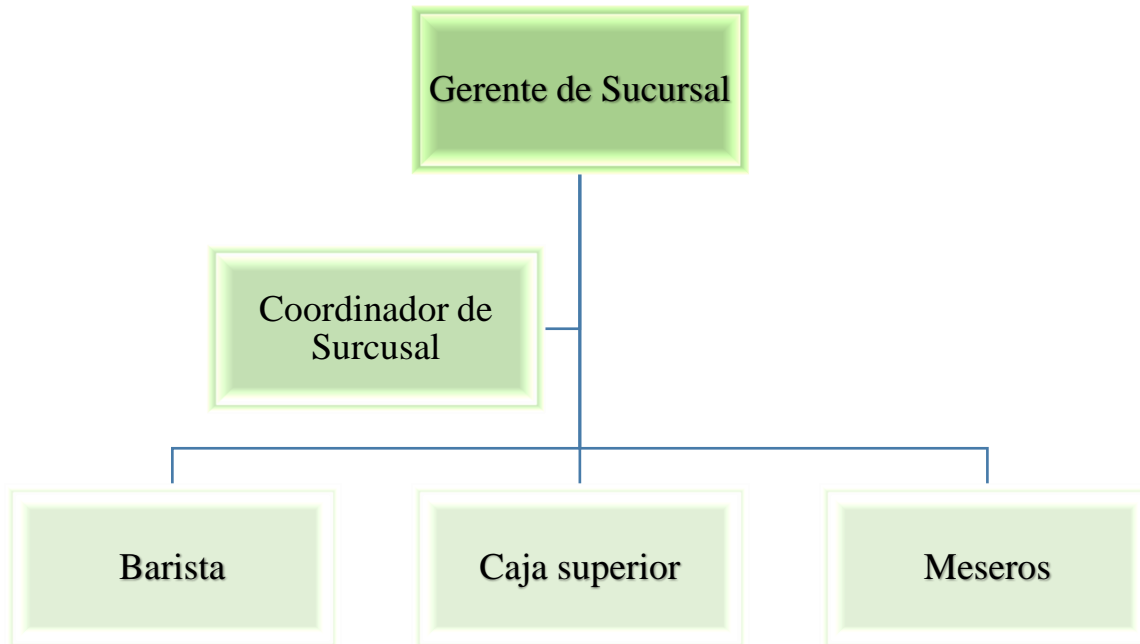 Gerente de Sucursal
Coordinador de
Surcusal
Barista
Caja superior
Meseros